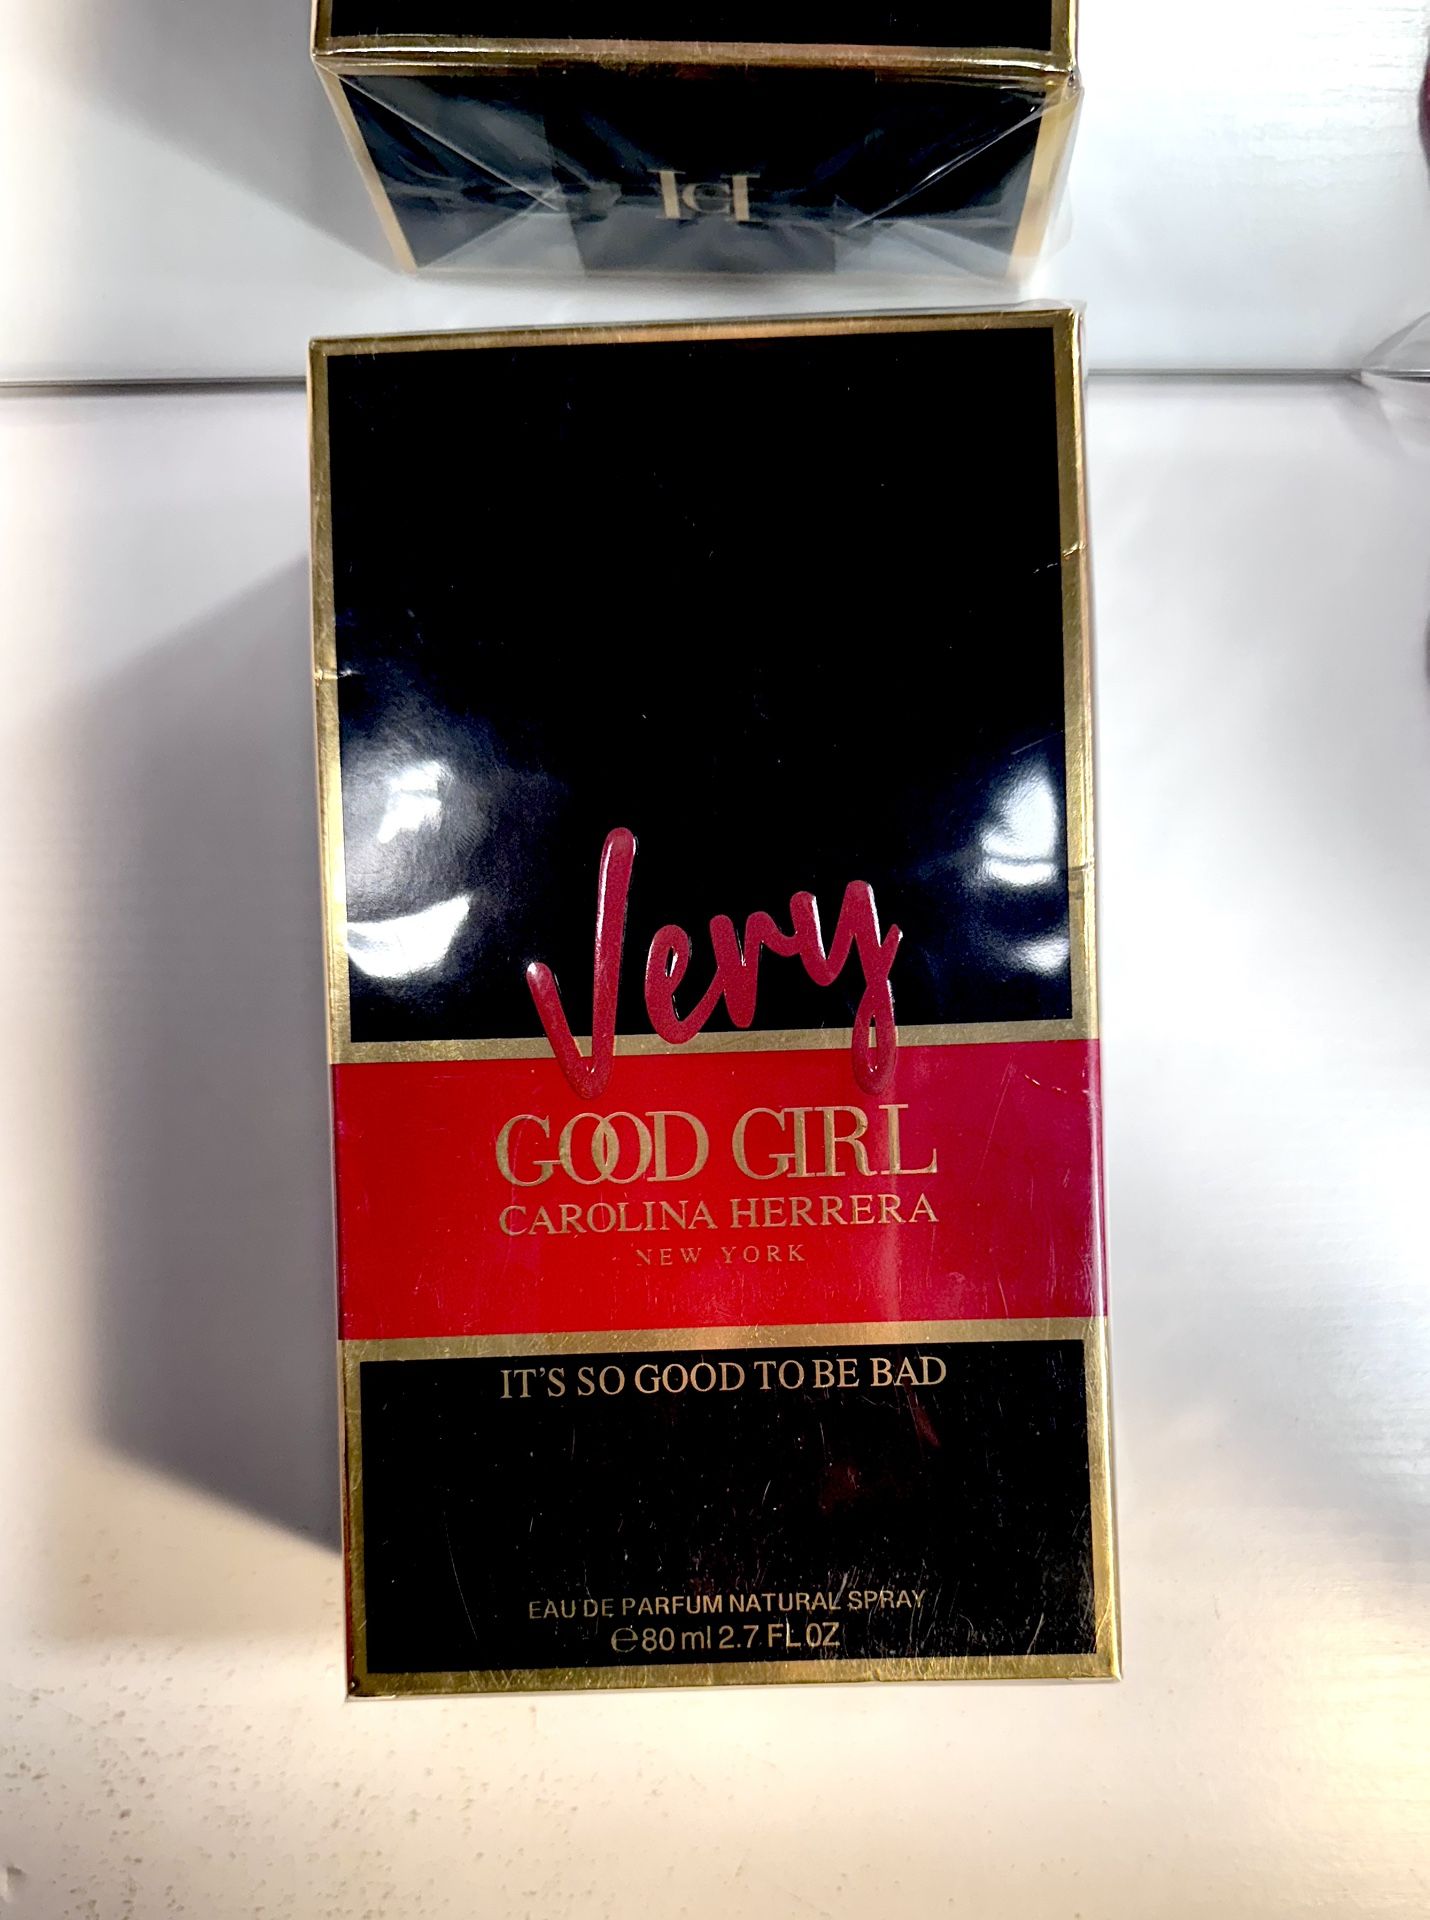 CH
Very
GOOD GIRL
CAROLINA HERRERA
NEW YORK
IT'S SO GOOD TO BE BAD
EAU DE PARFUM NATURAL SPRAY
℮80 ml 2.7 FL OZ